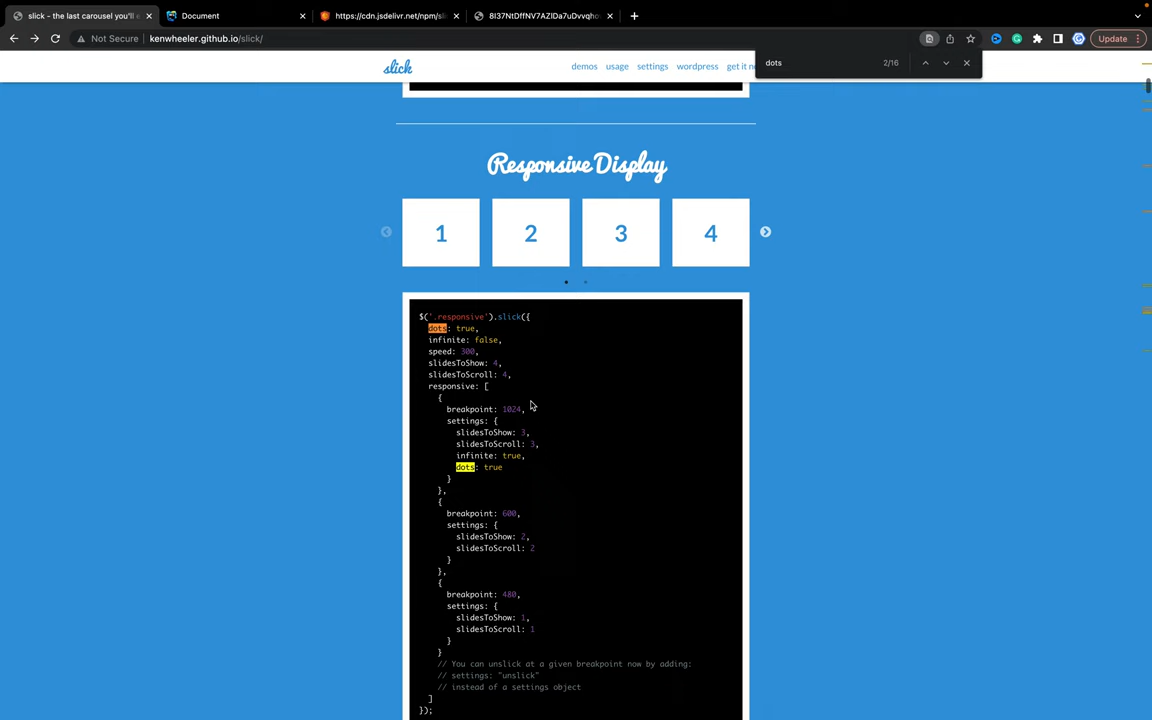 slick - the last carousel you'll e
Document
https://cdn.jsdelivr.net/npm/sl
8I37NtDffNV7AZIDa7uDvvqho
Not Secure
kenwheeler.github.io/slick/
Update
dots
2/16
slick
demos
usage
settings
wordpress
get it n
Responsive Display
1
2
3
4
$('.responsive').slick({
dots: true,
infinite: false,
speed: 300,
slidesToShow: 4,
slidesToScroll: 4,
responsive: [
{
breakpoint: 1024,
settings: {
slidesToShow: 3,
slidesToScroll: 3,
infinite: true,
dots: true
}
},
{
breakpoint: 600,
settings: {
slidesToShow: 2,
slidesToScroll: 2
}
},
{
breakpoint: 480,
settings: {
slidesToShow: 1,
slidesToScroll: 1
}
}
// You can unslick at a given breakpoint now by adding:
// settings: "unslick"
// instead of a settings object
]
});